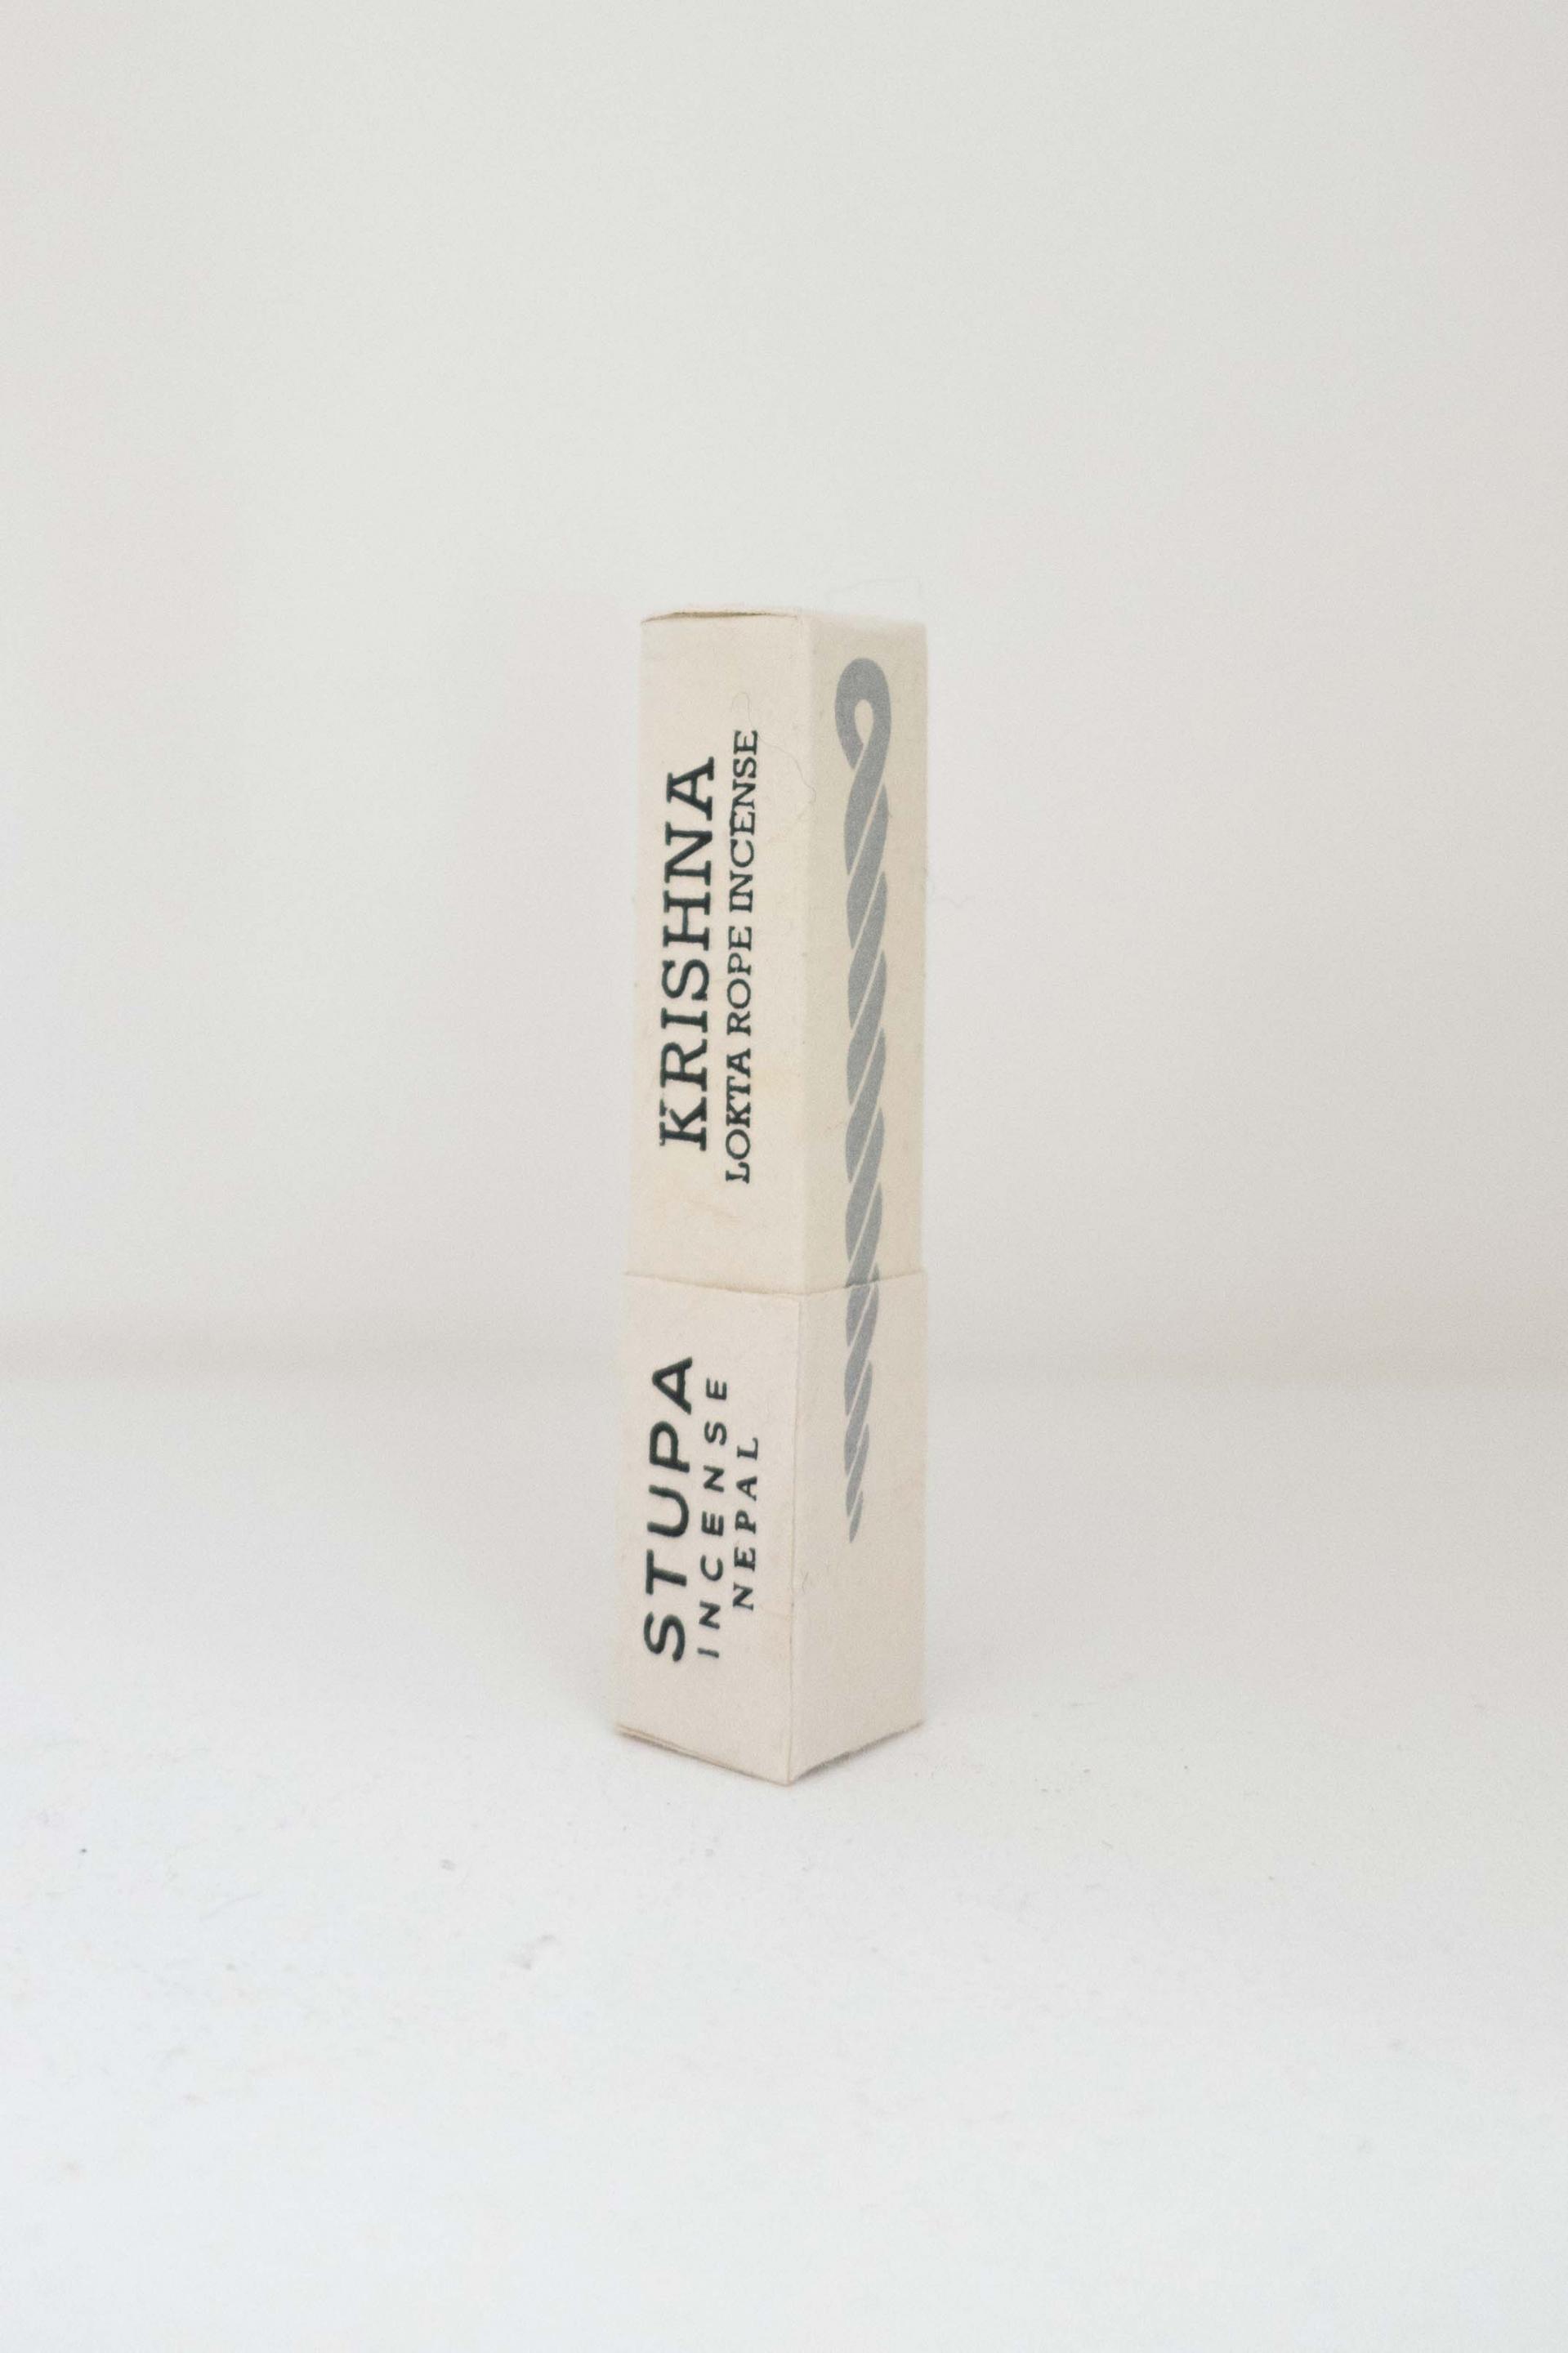 KRISHNA
LOKTA ROPE INCENSE
STUPA
INCENSE
NEPAL